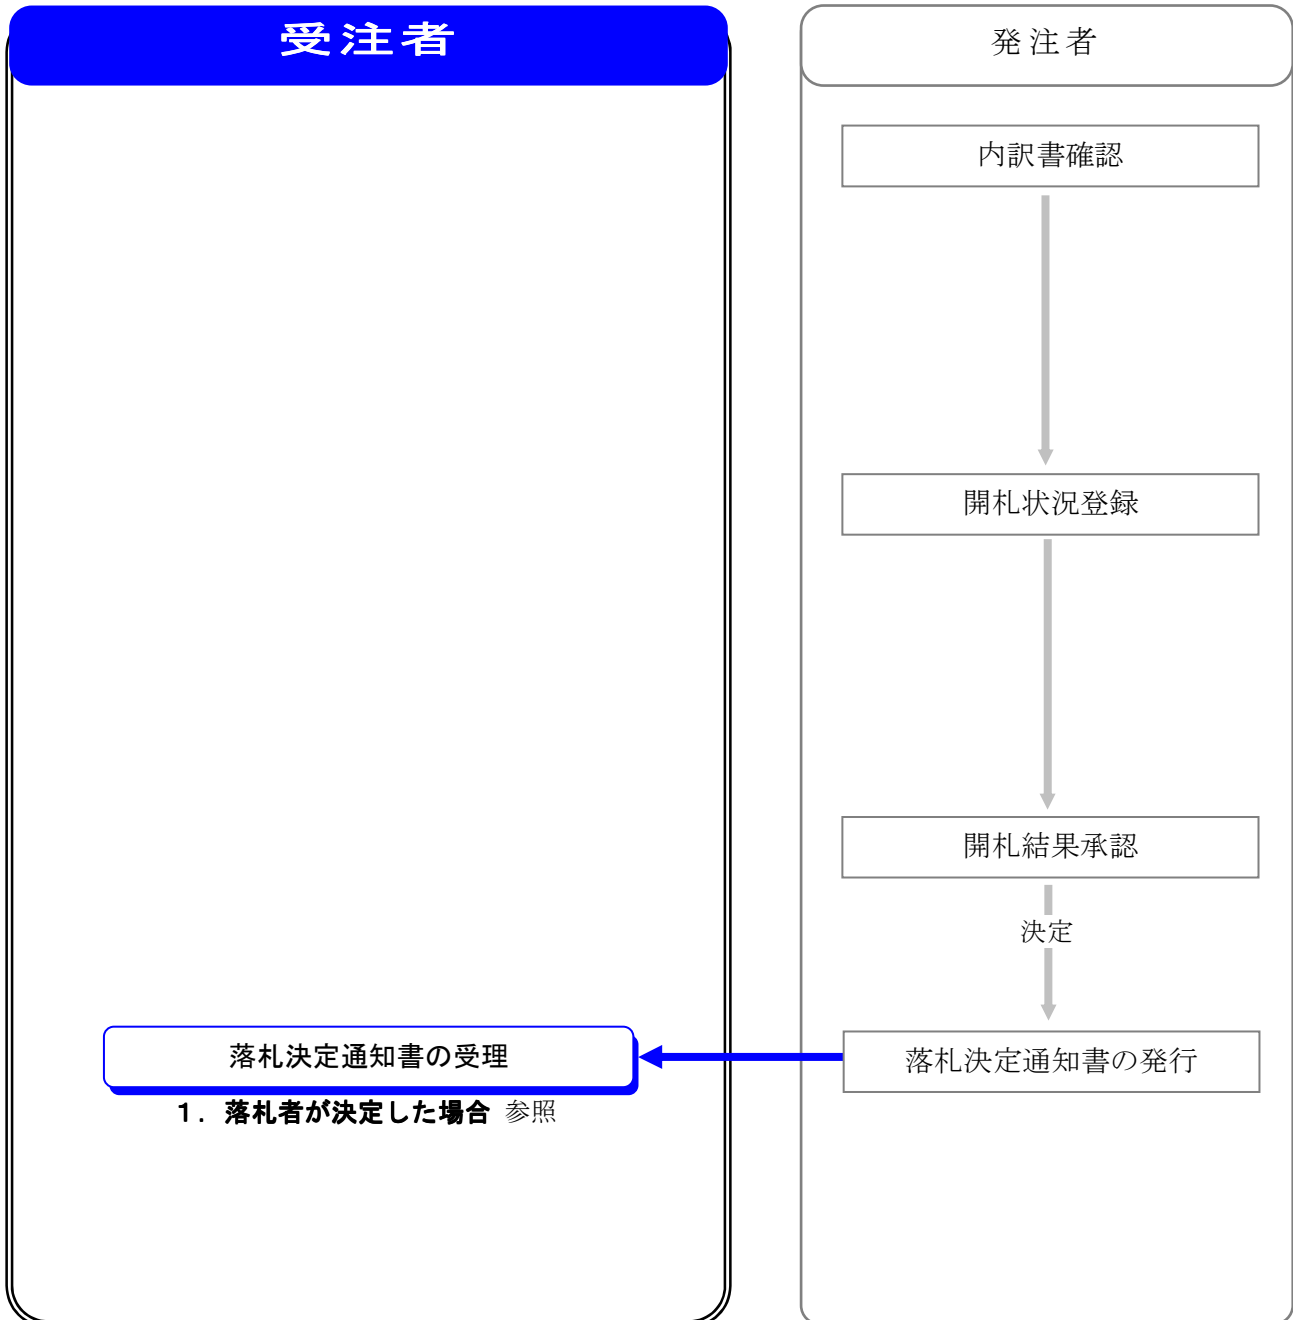 受注者
発注者
内訳書確認
開札状況登録
開札結果承認
決定
落札決定通知書の受理
落札決定通知書の発行
１．落札者が決定した場合 参照